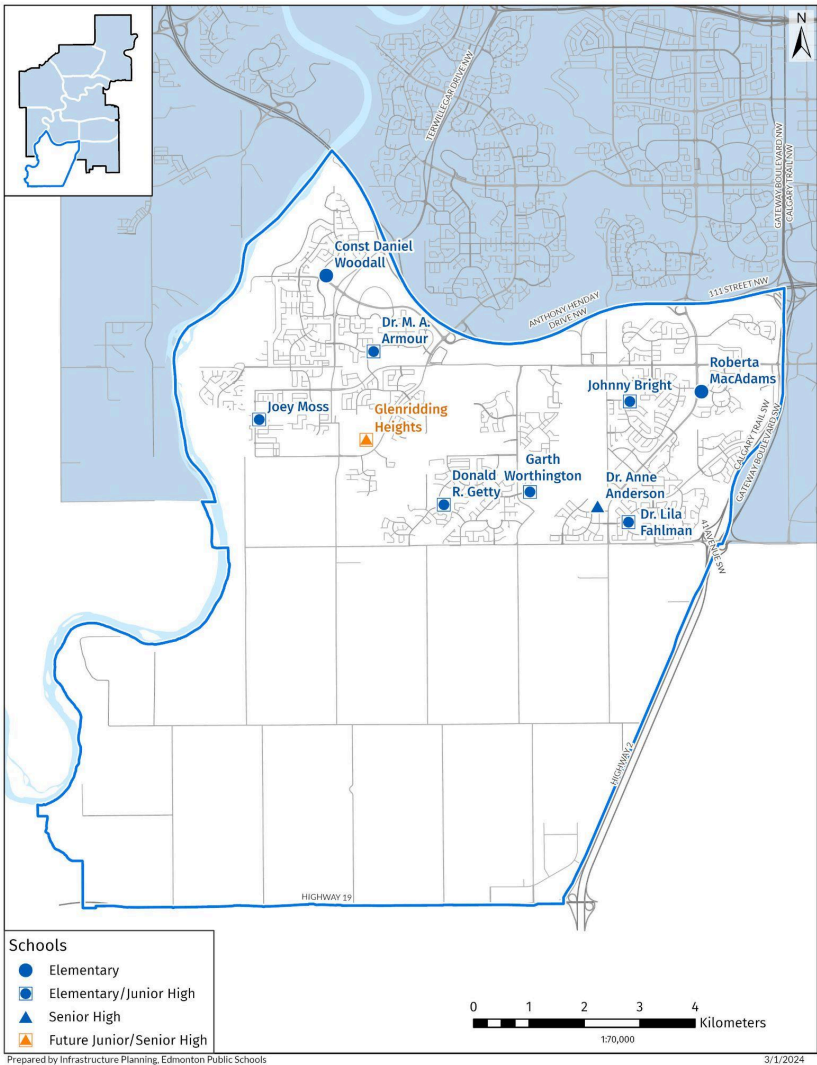 N
TERWILLEGAR DRIVE NW
GATEWAY BOULEVARD NW
CALGARY TRAIL NW
Const Daniel
Woodall
111 STREET NW
ANTHONY HENDAY
DRIVE NW
Dr. M. A.
Armour
Roberta
MacAdams
Johnny Bright
Joey Moss
Glenridding
Heights
CALGARY TRAIL SW
GATEWAY BOULEVARD SW
Garth
Worthington
Donald
R. Getty
Dr. Anne
Anderson
Dr. Lila
Fahlman
41 AVENUE SW
HIGHWAY 2
HIGHWAY 19
Schools
Elementary
Elementary/Junior High
Senior High
Future Junior/Senior High
0 1 2 3 4
Kilometers
1:70,000
Prepared by Infrastructure Planning, Edmonton Public Schools
3/1/2024